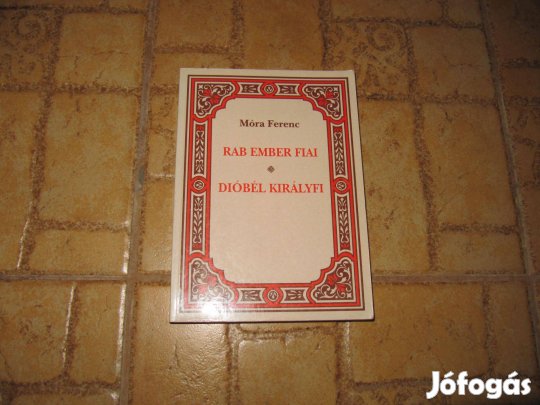 Móra Ferenc
RAB EMBER FIAI
DIÓBÉL KIRÁLYFI
Jófogás